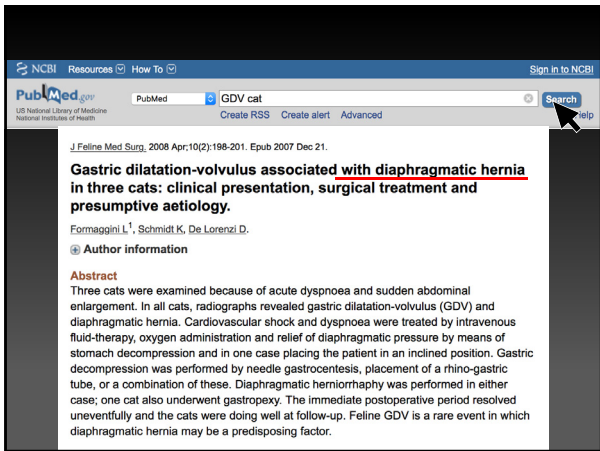 NCBI Resources How To Sign in to NCBI
PubMed.gov PubMed GDV cat Search
US National Library of Medicine
National Institutes of Health
Create RSS Create alert Advanced Help
J Feline Med Surg. 2008 Apr;10(2):198-201. Epub 2007 Dec 21.
Gastric dilatation-volvulus associated with diaphragmatic hernia
in three cats: clinical presentation, surgical treatment and
presumptive aetiology.
Formaggini L1, Schmidt K, De Lorenzi D.
Author information
Abstract
Three cats were examined because of acute dyspnoea and sudden abdominal
enlargement. In all cats, radiographs revealed gastric dilatation-volvulus (GDV) and
diaphragmatic hernia. Cardiovascular shock and dyspnoea were treated by intravenous
fluid-therapy, oxygen administration and relief of diaphragmatic pressure by means of
stomach decompression and in one case placing the patient in an inclined position. Gastric
decompression was performed by needle gastrocentesis, placement of a rhino-gastric
tube, or a combination of these. Diaphragmatic herniorrhaphy was performed in either
case; one cat also underwent gastropexy. The immediate postoperative period resolved
uneventfully and the cats were doing well at follow-up. Feline GDV is a rare event in which
diaphragmatic hernia may be a predisposing factor.